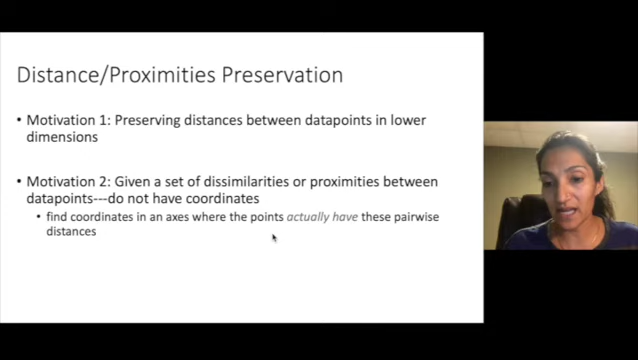 Distance/Proximities Preservation
• Motivation 1: Preserving distances between datapoints in lower
dimensions
• Motivation 2: Given a set of dissimilarities or proximities between
datapoints---do not have coordinates
• find coordinates in an axes where the points actually have these pairwise
distances